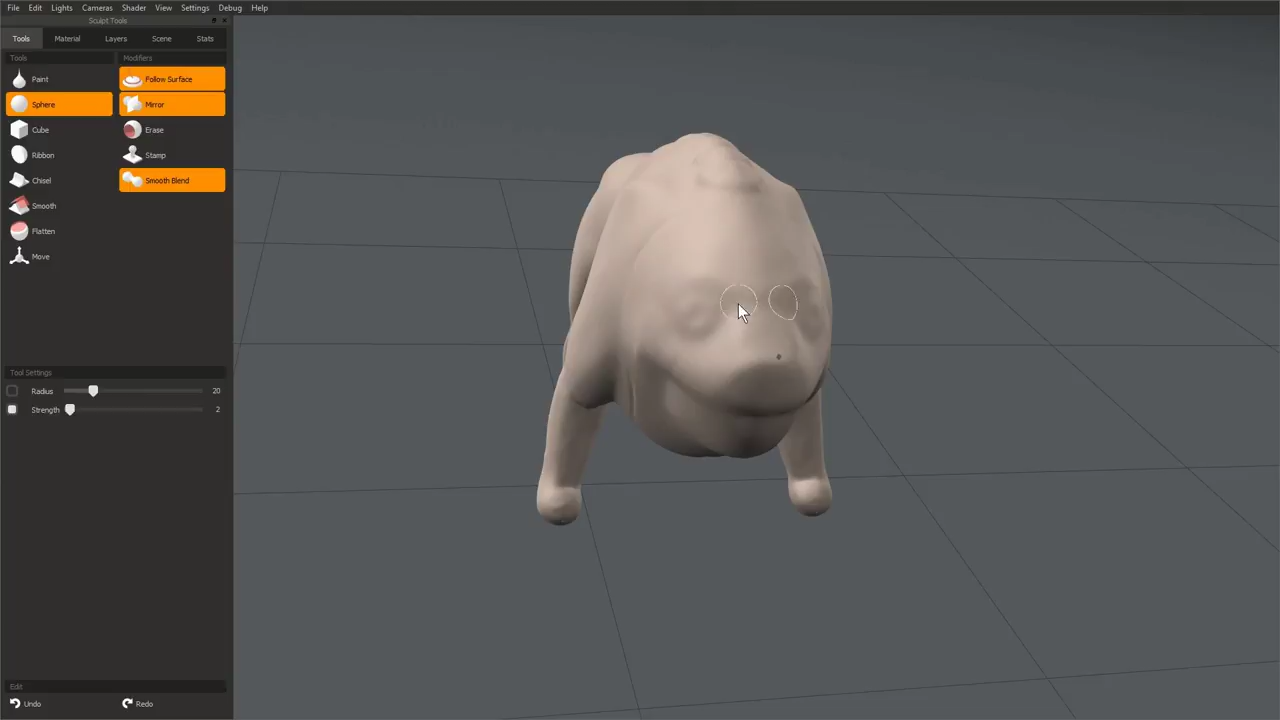 File Edit Lights Cameras Shader View Settings Debug Help
Sculpt Tools
Tools Material Layers Scene Stats
Tools Modifiers
Paint Follow Surface
Sphere Mirror
Cube Erase
Ribbon Stamp
Chisel Smooth Blend
Smooth
Flatten
Move
Tool Settings
Radius 20
Strength 2
Edit
Undo Redo